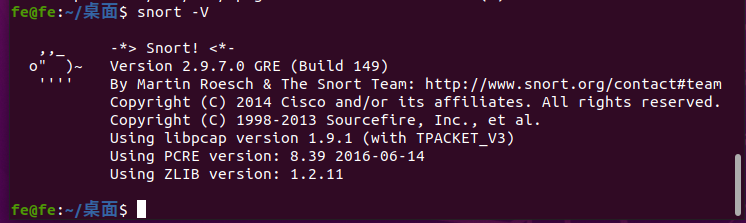 fe@fe:~/桌面$ snort -V
,,_ -*> Snort! <*-
o" )~ Version 2.9.7.0 GRE (Build 149)
'''' By Martin Roesch & The Snort Team: http://www.snort.org/contact#team
Copyright (C) 2014 Cisco and/or its affiliates. All rights reserved.
Copyright (C) 1998-2013 Sourcefire, Inc., et al.
Using libpcap version 1.9.1 (with TPACKET_V3)
Using PCRE version: 8.39 2016-06-14
Using ZLIB version: 1.2.11
fe@fe:~/桌面$